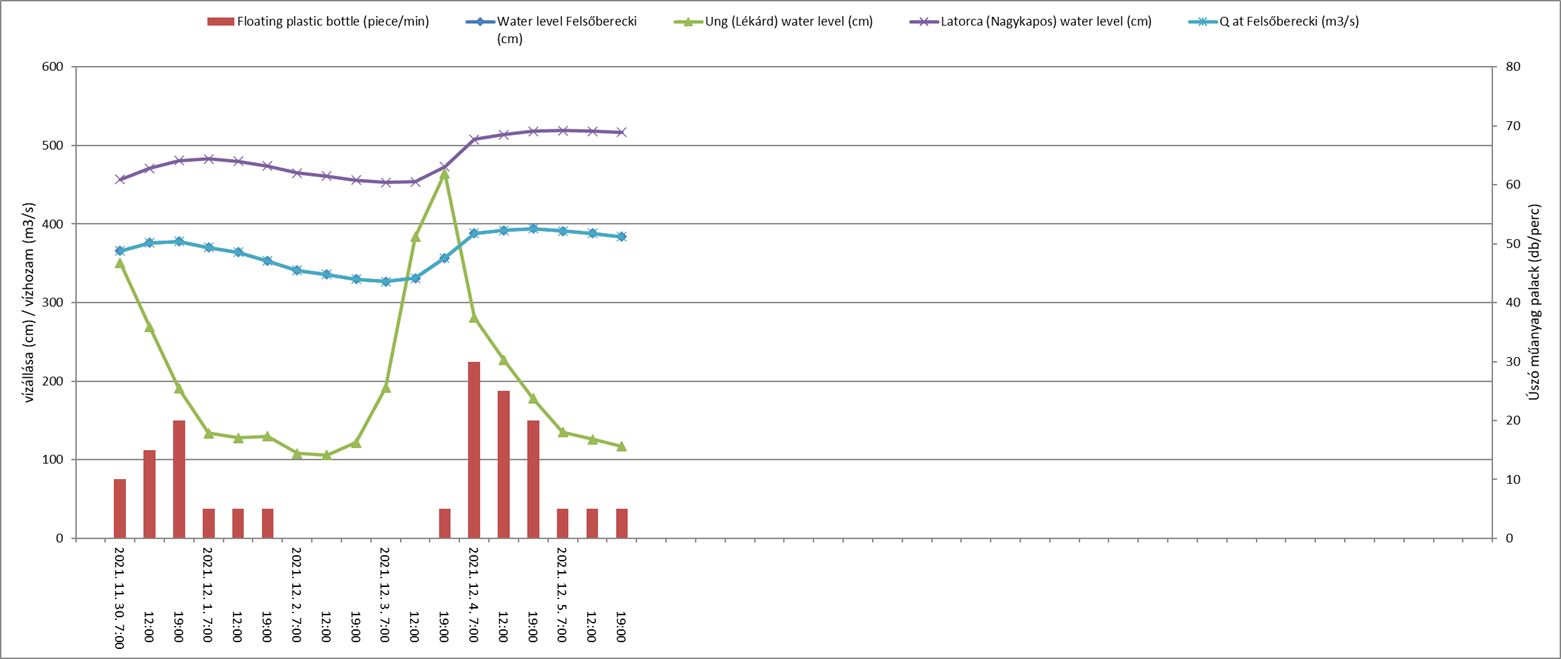 Floating plastic bottle (piece/min)
Water level Felsőberecki
(cm)
Ung (Lékárd) water level (cm)
Latorca (Nagykapos) water level (cm)
Q at Felsőberecki (m3/s)
600
500
400
300
200
100
0
vízállása (cm) / vízhozam (m3/s)
80
70
60
50
40
30
20
10
0
Úszó műanyag palack (db/perc)
2021. 11. 30. 7:00
12:00
19:00
2021. 12. 1. 7:00
12:00
19:00
2021. 12. 2. 7:00
12:00
19:00
2021. 12. 3. 7:00
12:00
19:00
2021. 12. 4. 7:00
12:00
19:00
2021. 12. 5. 7:00
12:00
19:00